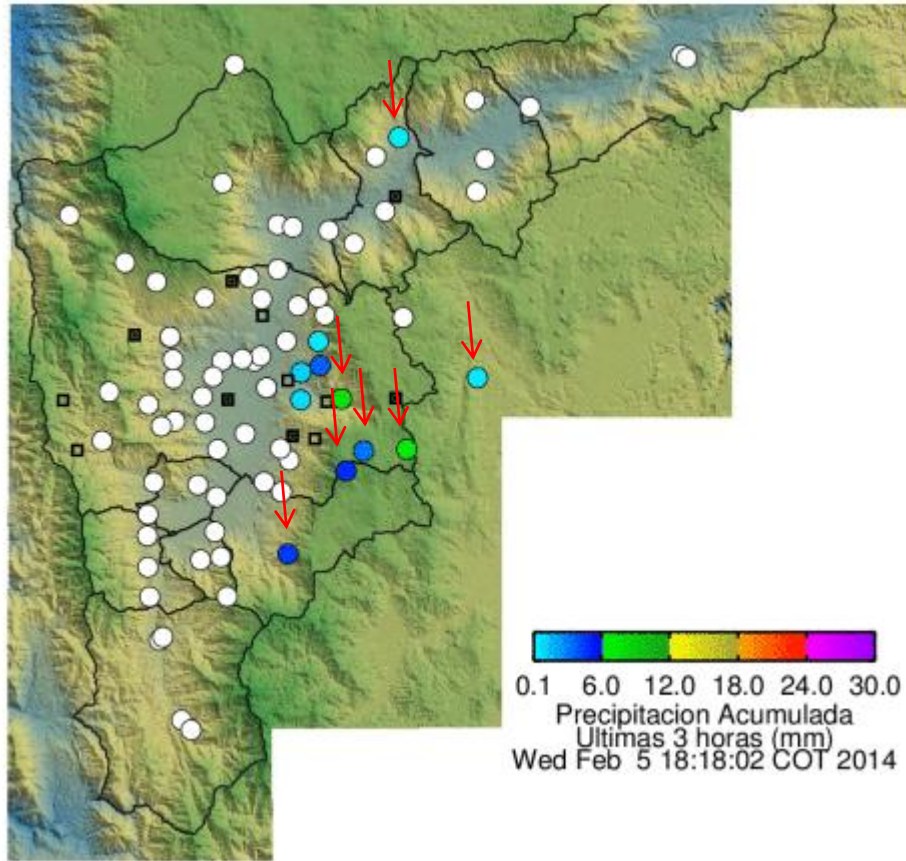 0.1 6.0 12.0 18.0 24.0 30.0
Precipitacion Acumulada
Ultimas 3 horas (mm)
Wed Feb 5 18:18:02 COT 2014